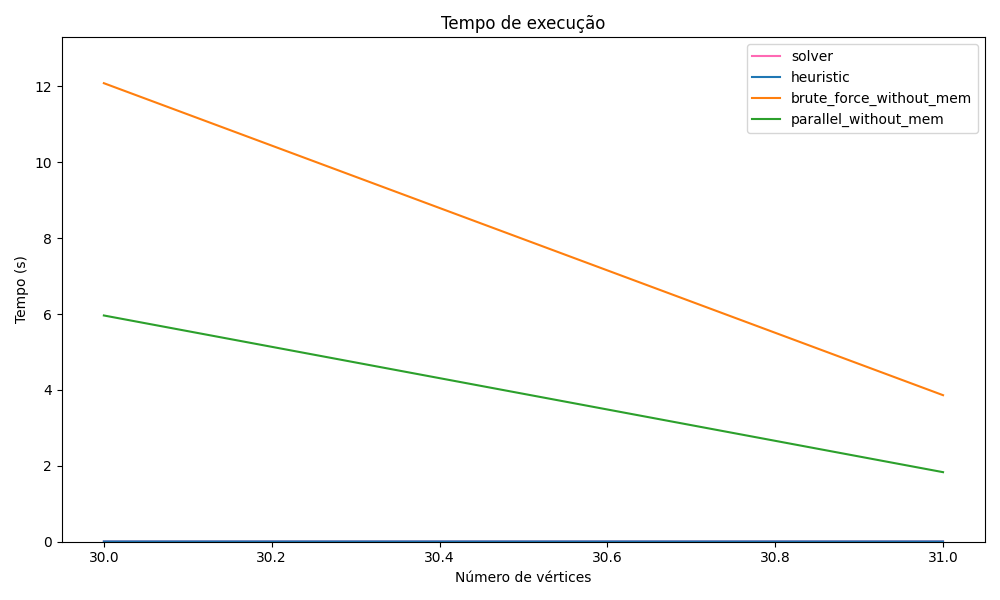 Tempo de execução
solver
heuristic
brute_force_without_mem
parallel_without_mem
Tempo (s)
12
10
8
6
4
2
0
30.0 30.2 30.4 30.6 30.8 31.0
Número de vértices